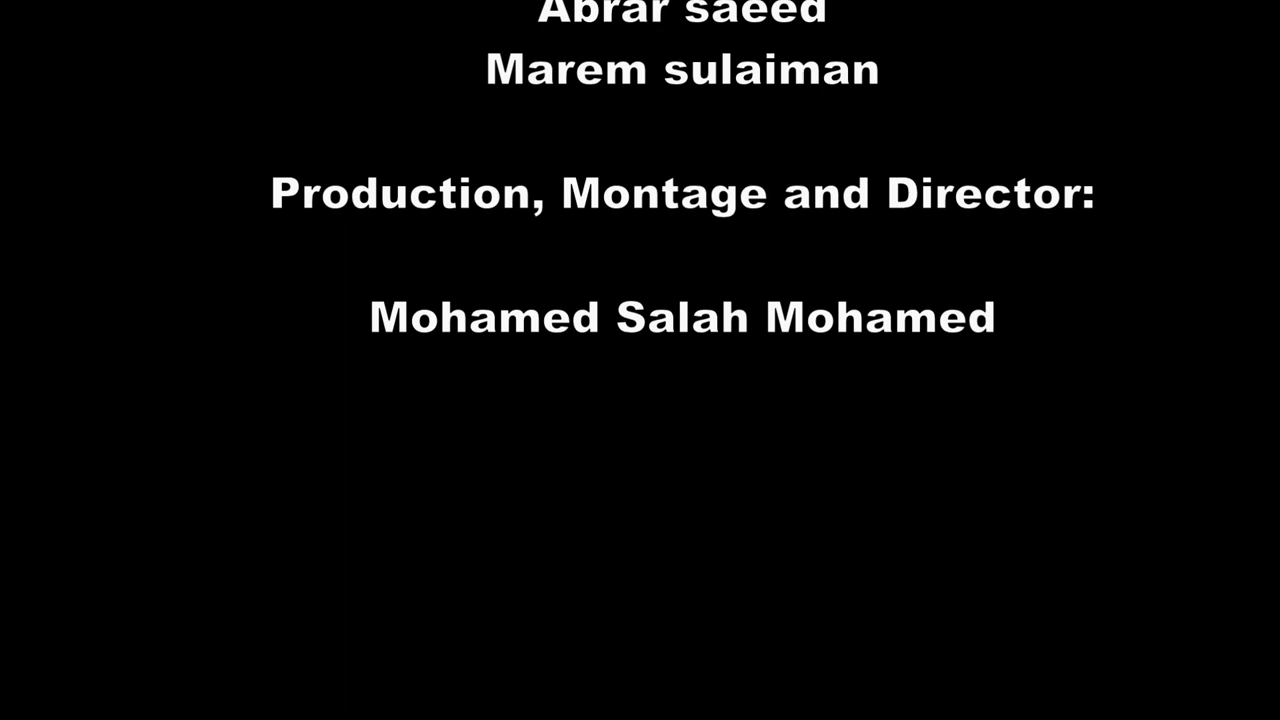 Abrar saeed
Marem sulaiman
Production, Montage and Director:
Mohamed Salah Mohamed